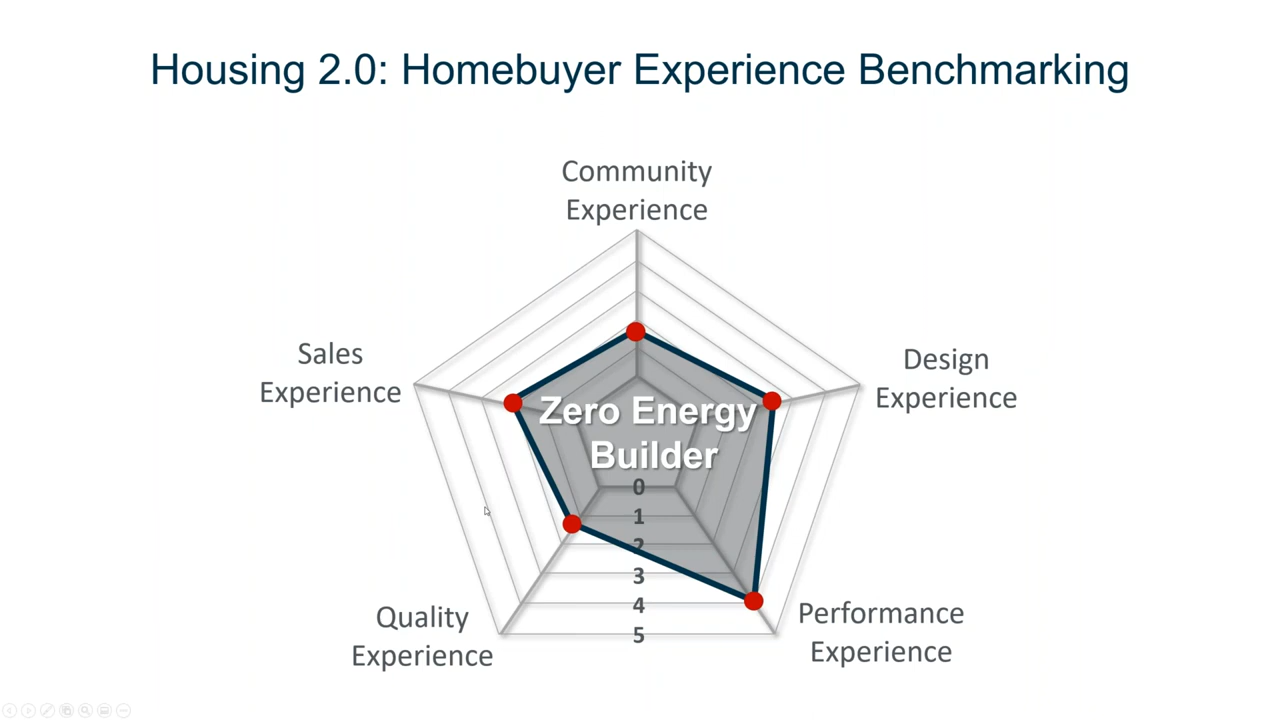 Housing 2.0: Homebuyer Experience Benchmarking
Community
Experience
Sales
Experience
Design
Experience
Zero Energy
Builder
0
1
2
3
4
5
Quality
Experience
Performance
Experience